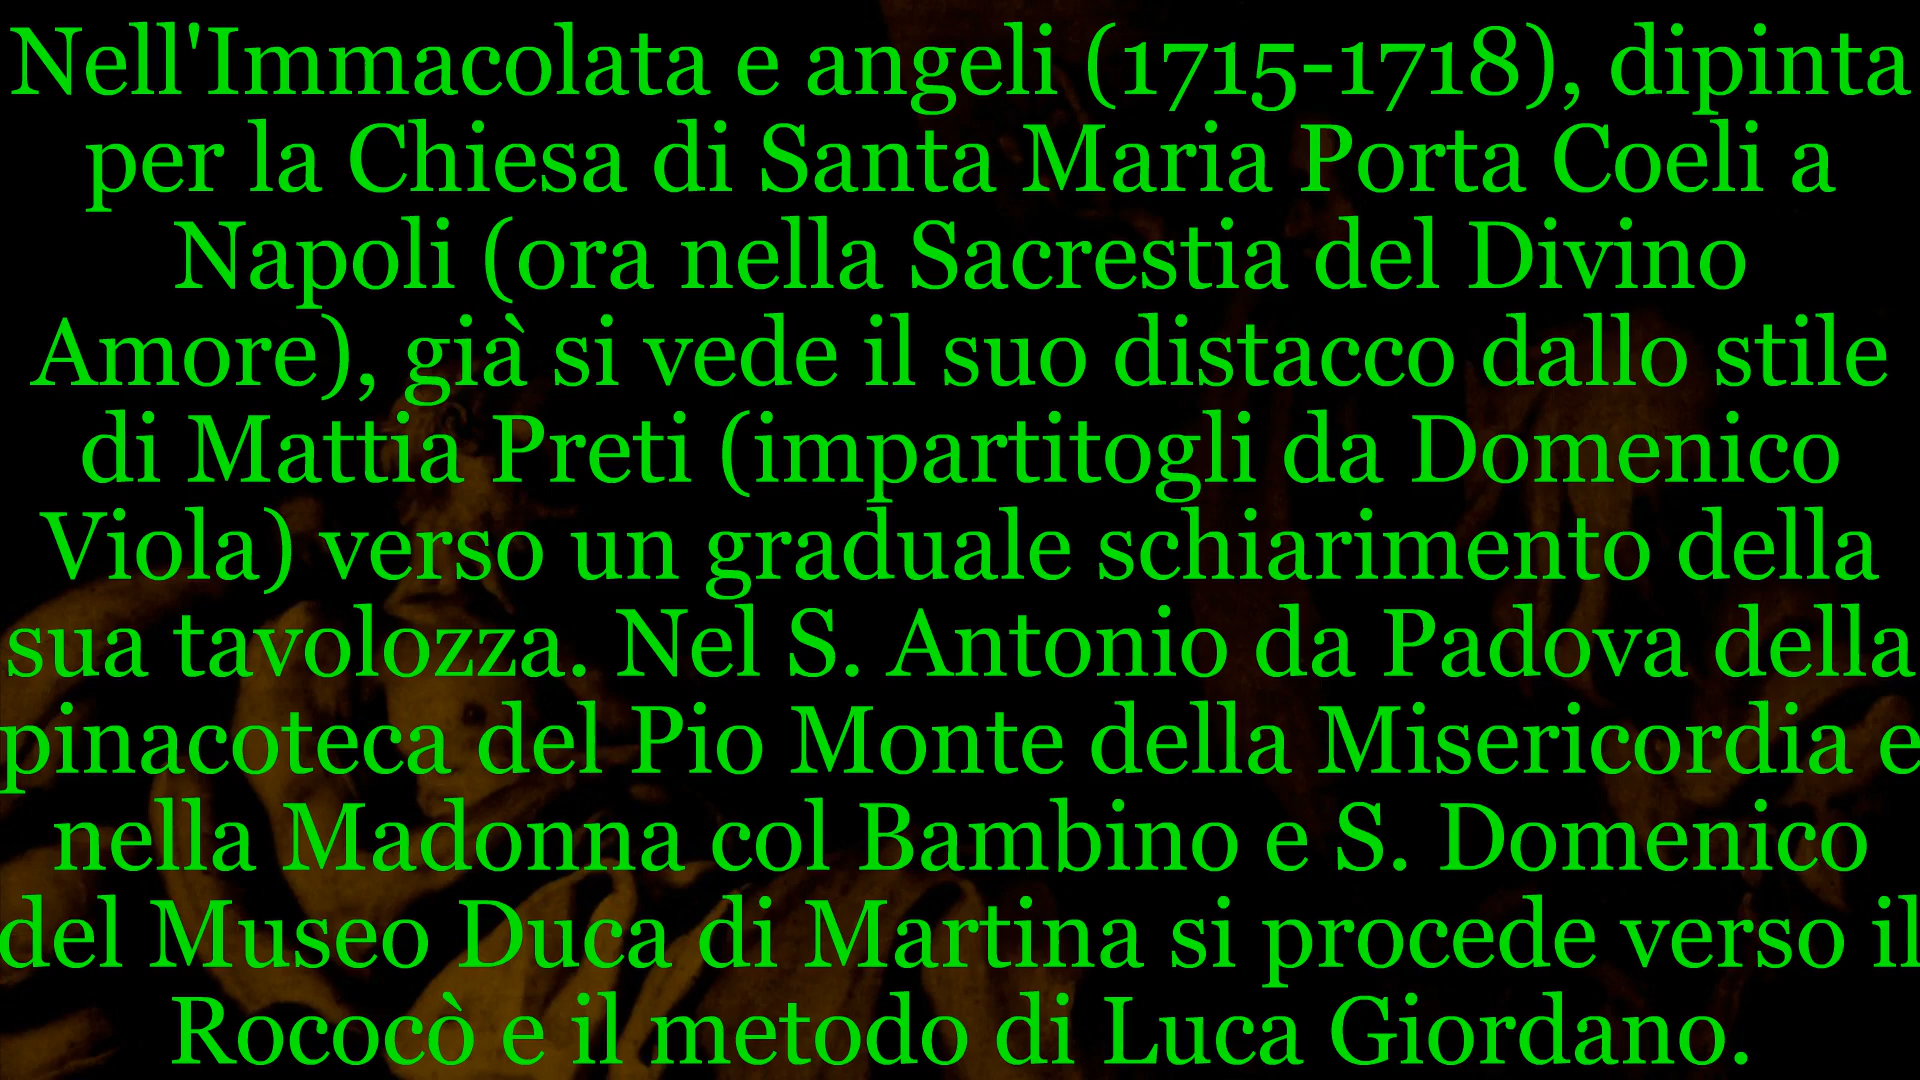 Nell'Immacolata e angeli (1715-1718), dipinta
per la Chiesa di Santa Maria Porta Coeli a
Napoli (ora nella Sacrestia del Divino
Amore), già si vede il suo distacco dallo stile
di Mattia Preti (impartitogli da Domenico
Viola) verso un graduale schiarimento della
sua tavolozza. Nel S. Antonio da Padova della
pinacoteca del Pio Monte della Misericordia e
nella Madonna col Bambino e S. Domenico
del Museo Duca di Martina si procede verso il
Rococò e il metodo di Luca Giordano.